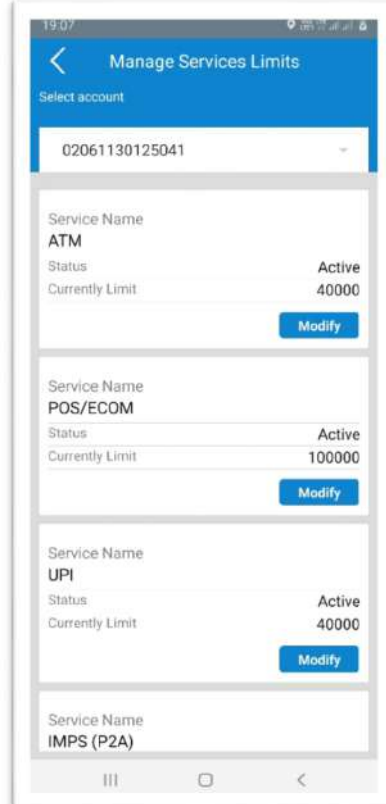 19:07
Manage Services Limits
Select account
02061130125041
Service Name
ATM
Status Active
Currently Limit 40000
Modify
Service Name
POS/ECOM
Status Active
Currently Limit 100000
Modify
Service Name
UPI
Status Active
Currently Limit 40000
Modify
Service Name
IMPS (P2A)